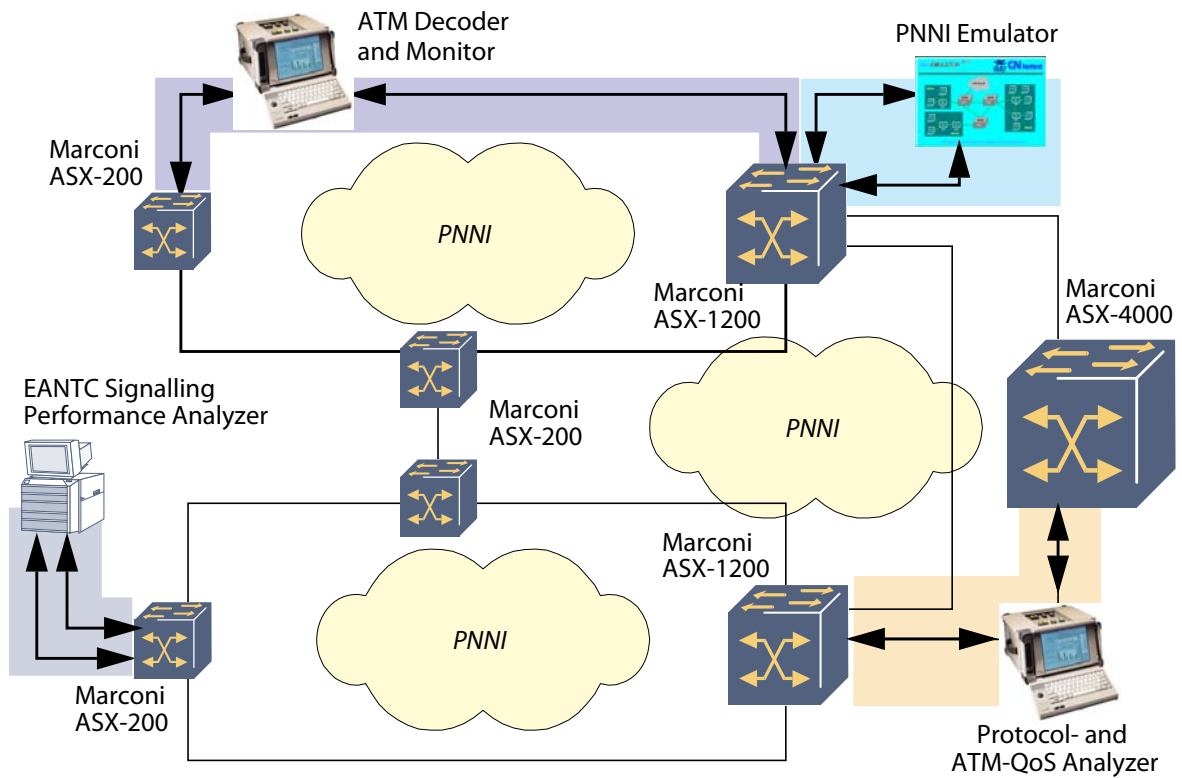 ATM Decoder
and Monitor
PNNI Emulator
Marconi
ASX-200
PNNI
Marconi
ASX-1200
Marconi
ASX-4000
EANTC Signalling
Performance Analyzer
Marconi
ASX-200
PNNI
Marconi
ASX-1200
PNNI
Marconi
ASX-200
Protocol- and
ATM-QoS Analyzer